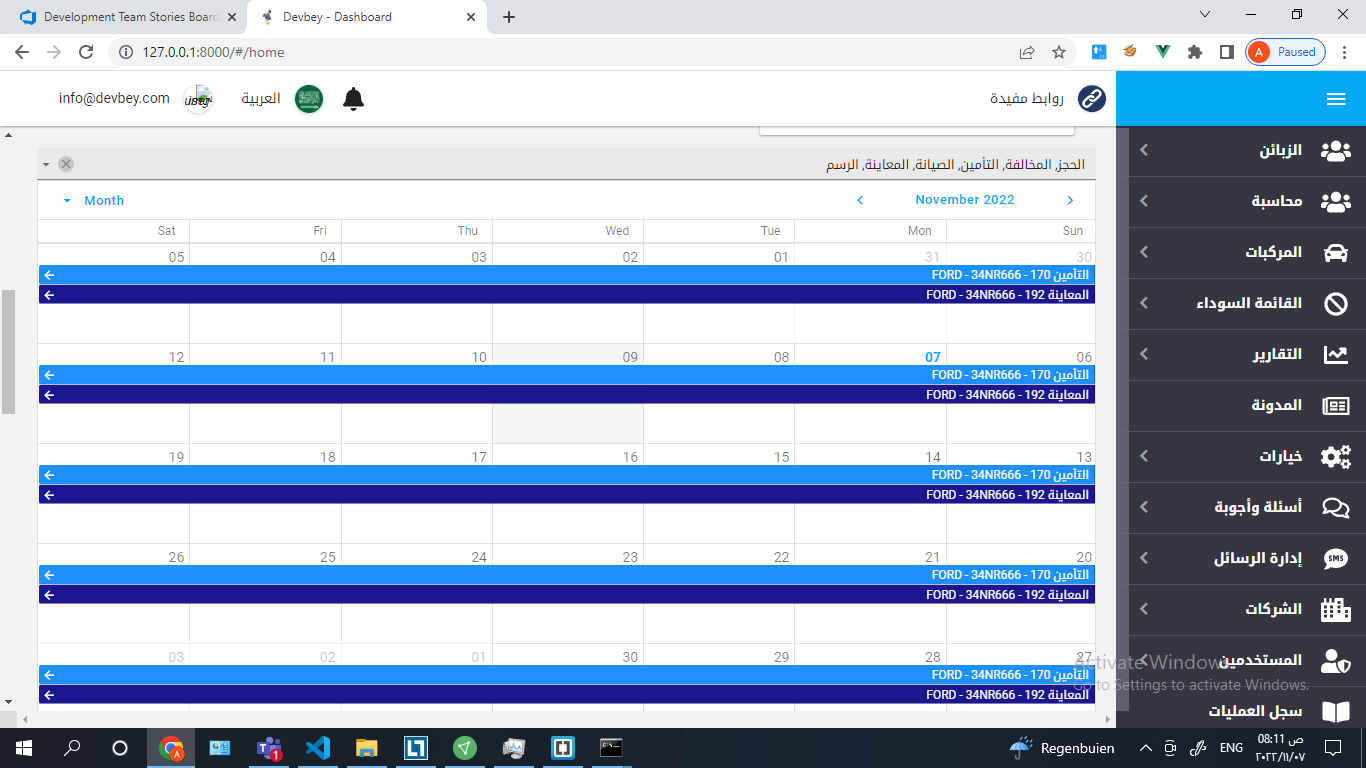 Development Team Stories Board
Devbey - Dashboard
127.0.0.1:8000/#/home
A Paused
info@devbey.com
العربية
روابط مفيدة
الحجز, المخالفة, التأمين, الصيانة, المعاينة, الرسم
Month
November 2022
Sat Fri Thu Wed Tue Mon Sun
05 04 03 02 01 31 30
التأمين FORD - 34NR666 - 170
المعاينة FORD - 34NR666 - 192
12 11 10 09 08 07 06
التأمين FORD - 34NR666 - 170
المعاينة FORD - 34NR666 - 192
19 18 17 16 15 14 13
التأمين FORD - 34NR666 - 170
المعاينة FORD - 34NR666 - 192
26 25 24 23 22 21 20
التأمين FORD - 34NR666 - 170
المعاينة FORD - 34NR666 - 192
03 02 01 30 29 28 27
التأمين FORD - 34NR666 - 170
المعاينة FORD - 34NR666 - 192
الزبائن
محاسبة
المركبات
القائمة السوداء
التقارير
المدونة
خيارات
أسئلة وأجوبة
SMS
إدارة الرسائل
الشركات
المستخدمين
سجل العمليات
Activate Windows
Go to Settings to activate Windows.
A
1
Regenbuien
ENG
08:11 ص
٢٠٢٢/١١/٠٧